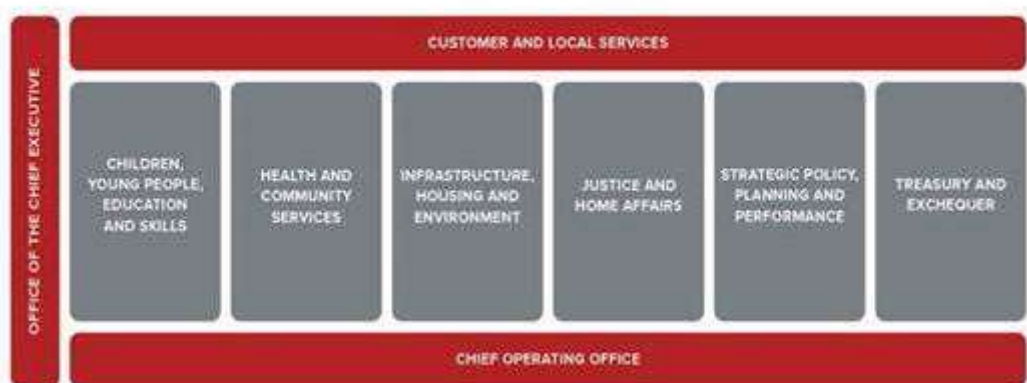 OFFICE OF THE CHIEF EXECUTIVE
CUSTOMER AND LOCAL SERVICES
CHILDREN,
YOUNG PEOPLE,
EDUCATION
AND SKILLS
HEALTH AND
COMMUNITY
SERVICES
INFRASTRUCTURE,
HOUSING AND
ENVIRONMENT
JUSTICE AND
HOME AFFAIRS
STRATEGIC POLICY,
PLANNING AND
PERFORMANCE
TREASURY AND
EXCHEQUER
CHIEF OPERATING OFFICE